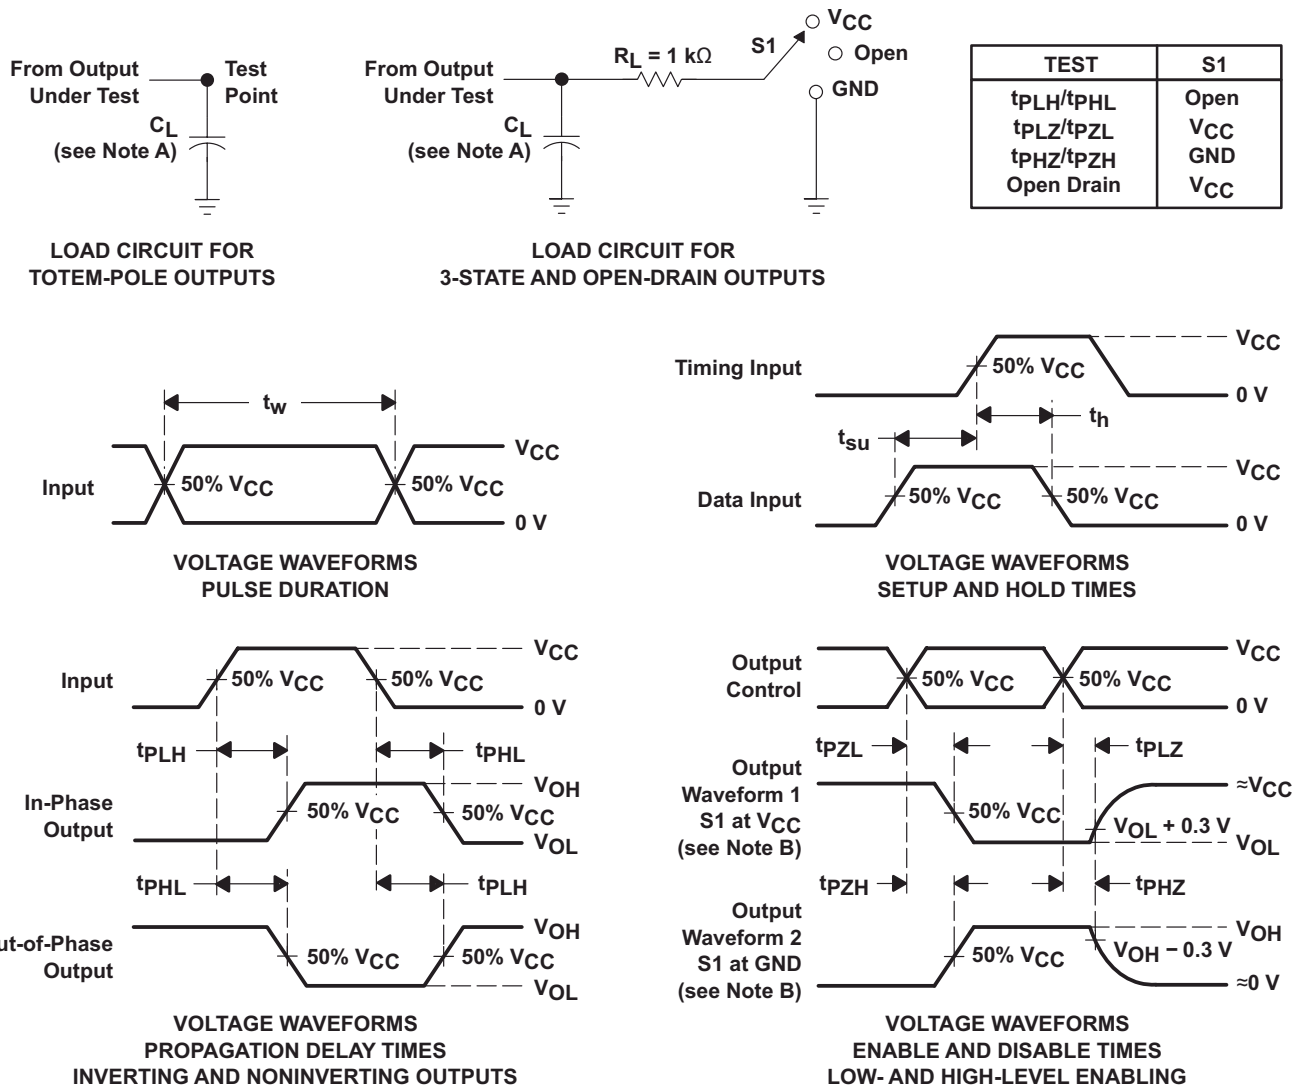 From Output
Under Test
Test
Point
CL
(see Note A)
LOAD CIRCUIT FOR
TOTEM-POLE OUTPUTS
From Output
Under Test
RL = 1 kΩ
S1
VCC
Open
GND
CL
(see Note A)
LOAD CIRCUIT FOR
3-STATE AND OPEN-DRAIN OUTPUTS
TEST S1
tPLH/tPHL Open
tPLZ/tPZL VCC
tPHZ/tPZH GND
Open Drain VCC
tw
Input
50% VCC
50% VCC
VCC
0 V
VOLTAGE WAVEFORMS
PULSE DURATION
Timing Input
50% VCC
VCC
0 V
tsu
th
Data Input
50% VCC
50% VCC
VCC
0 V
VOLTAGE WAVEFORMS
SETUP AND HOLD TIMES
Input
50% VCC
50% VCC
VCC
0 V
tPLH
tPHL
In-Phase
Output
50% VCC
50% VCC
VOH
VOL
tPHL
tPLH
ut-of-Phase
Output
50% VCC
50% VCC
VOH
VOL
VOLTAGE WAVEFORMS
PROPAGATION DELAY TIMES
INVERTING AND NONINVERTING OUTPUTS
Output
Control
50% VCC
50% VCC
VCC
0 V
tPZL
tPLZ
Output
Waveform 1
S1 at VCC
(see Note B)
50% VCC
VOL + 0.3 V
≈VCC
VOL
tPZH
tPHZ
Output
Waveform 2
S1 at GND
(see Note B)
50% VCC
VOH − 0.3 V
VOH
≈0 V
VOLTAGE WAVEFORMS
ENABLE AND DISABLE TIMES
LOW- AND HIGH-LEVEL ENABLING